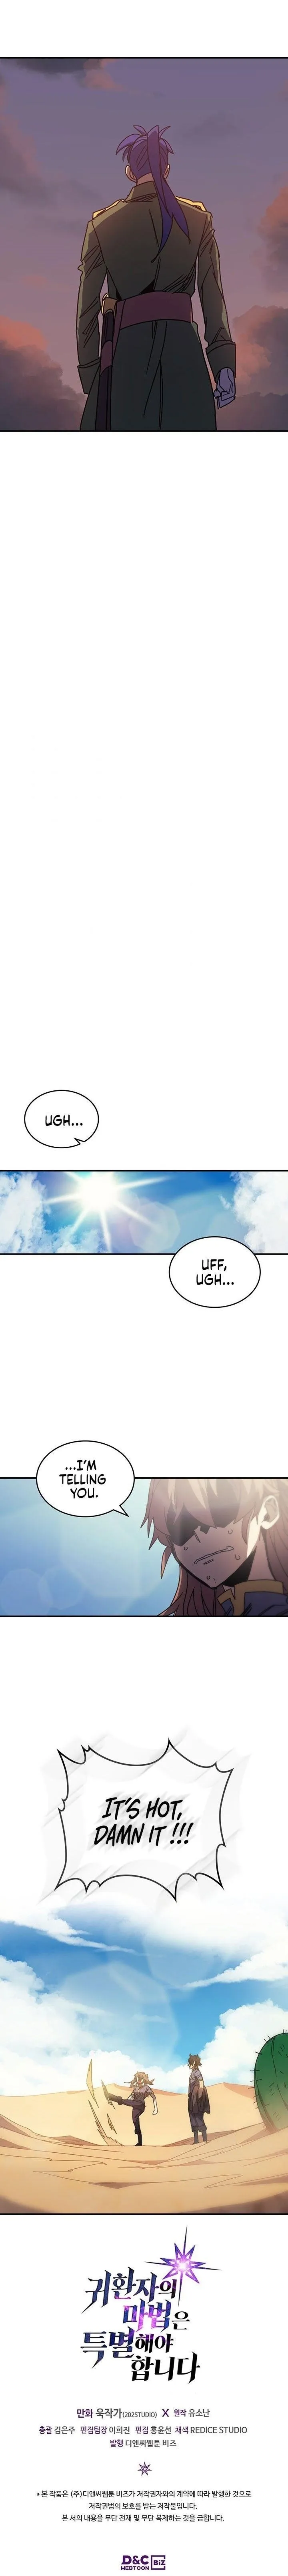 UGH...
UFF,
UGH...
...I'M
TELLING
YOU.
IT'S HOT,
DAMN IT !!!
귀환자의
마법은
특별해야
합니다
만화 욱작가(202STUDIO) X 원작 유소난
총괄 김은주 편집팀장 이희진 편집 홍윤선 채색 REDICE STUDIO
발행 디앤씨웹툰 비즈
* 본 작품은 (주)디앤씨웹툰 비즈가 저작권자와의 계약에 따라 발행한 것으로
저작권법의 보호를 받는 저작물입니다.
본 서의 내용을 무단 전재 및 무단 복제하는 것을 금합니다.
D&C BIZ
WEBTOON